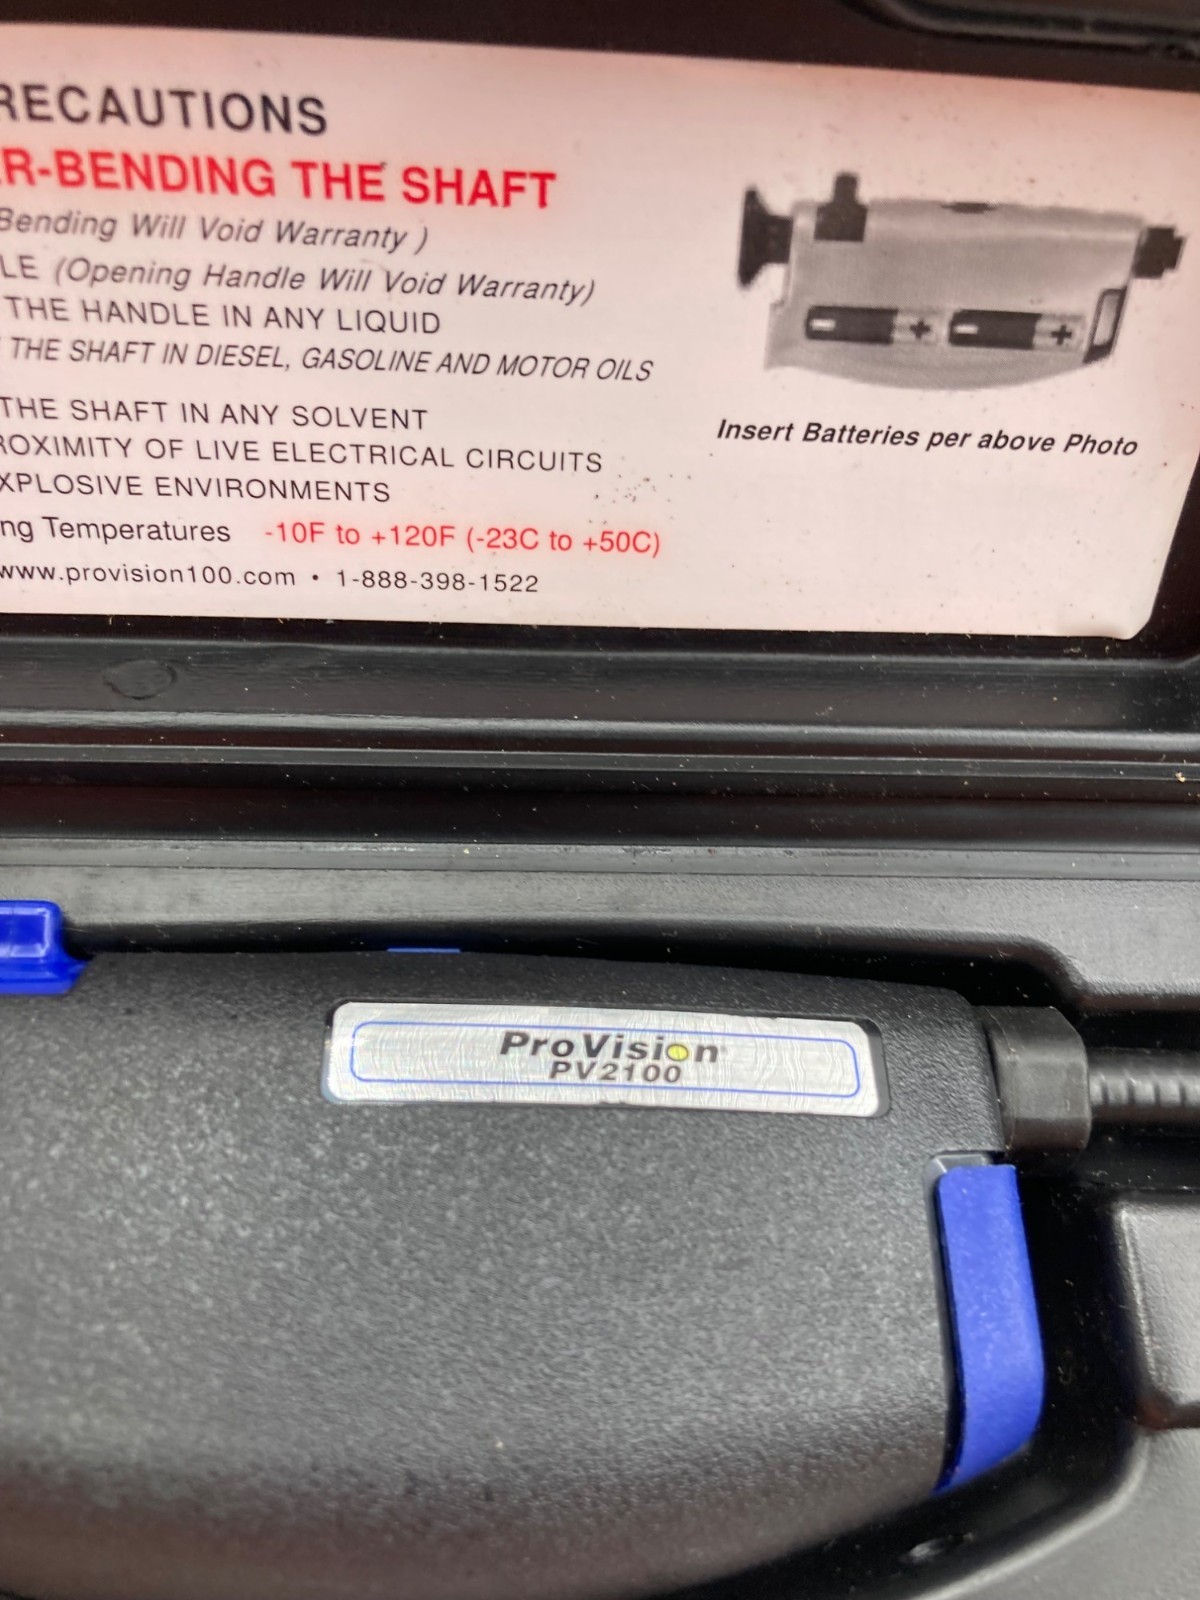 RECAUTIONS
ER-BENDING THE SHAFT
Bending Will Void Warranty )
LE (Opening Handle Will Void Warranty)
THE HANDLE IN ANY LIQUID
THE SHAFT IN DIESEL, GASOLINE AND MOTOR OILS
THE SHAFT IN ANY SOLVENT
ROXIMITY OF LIVE ELECTRICAL CIRCUITS
XPLOSIVE ENVIRONMENTS
ng Temperatures -10F to +120F (-23C to +50C)
www.provision100.com • 1-888-398-1522
- + - +
Insert Batteries per above Photo
ProVision
PV2100